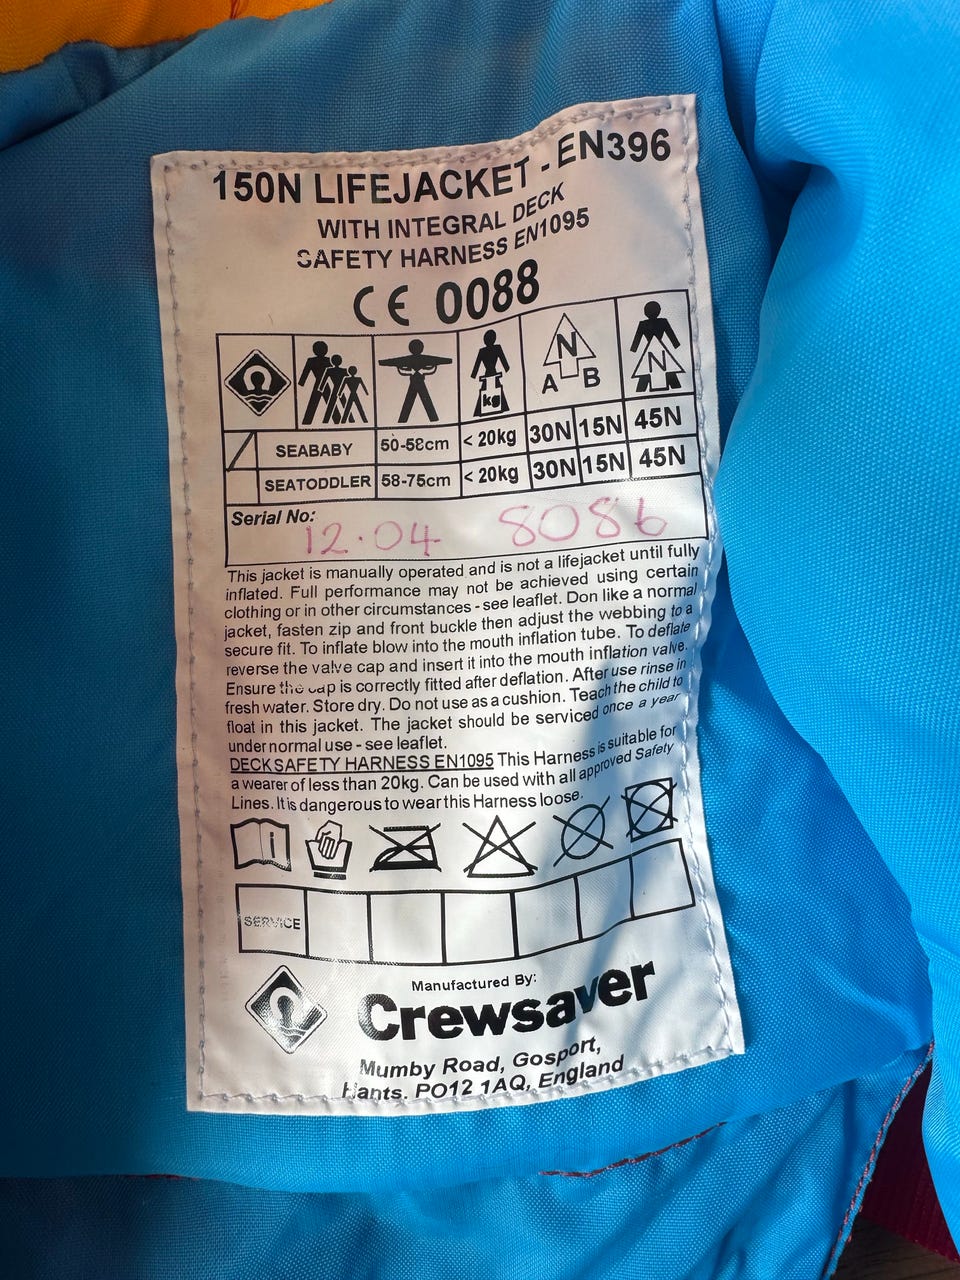 150N LIFEJACKET - EN396
WITH INTEGRAL DECK
SAFETY HARNESS EN1095
CE 0088
kg
N
A B
N
SEABABY 50-58cm < 20kg 30N 15N 45N
SEATODDLER 58-75cm < 20kg 30N 15N 45N
Serial No:
12.04 8086
This jacket is manually operated and is not a lifejacket until fully
inflated. Full performance may not be achieved using certain
clothing or in other circumstances - see leaflet. Don like a normal
jacket, fasten zip and front buckle then adjust the webbing to a
secure fit. To inflate blow into the mouth inflation tube. To deflate
reverse the valve cap and insert it into the mouth inflation valve.
Ensure the cap is correctly fitted after deflation. After use rinse in
fresh water. Store dry. Do not use as a cushion. Teach the child to
float in this jacket. The jacket should be serviced once a year
under normal use - see leaflet.
DECK SAFETY HARNESS EN1095 This Harness is suitable for
a wearer of less than 20kg. Can be used with all approved Safety
Lines. It is dangerous to wear this Harness loose.
i
SERVICE
Manufactured By:
Crewsaver
Mumby Road, Gosport,
Hants. PO12 1AQ, England